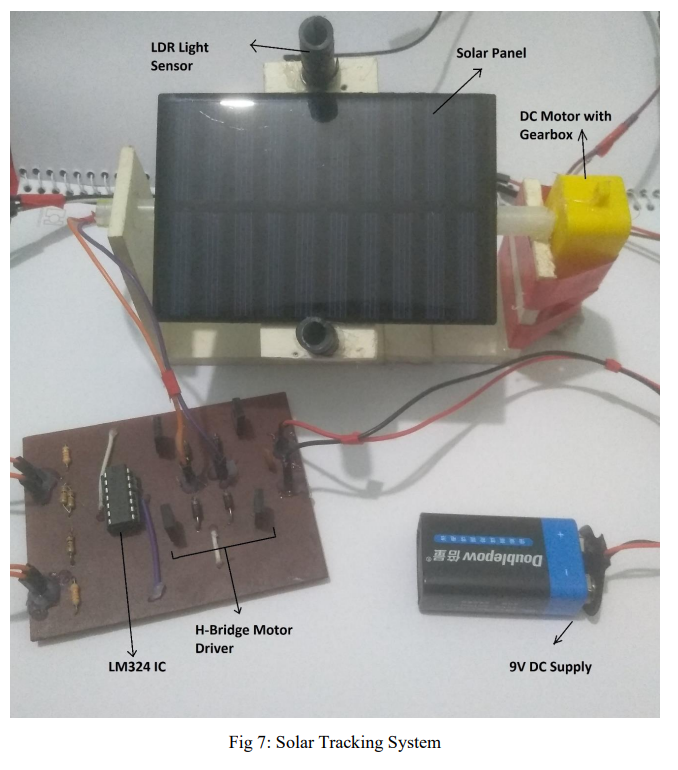 LDR Light
Sensor
Solar Panel
DC Motor with
Gearbox
Doublepow 倍量
®
+
-
H-Bridge Motor
Driver
LM324 IC
9V DC Supply
Fig 7: Solar Tracking System